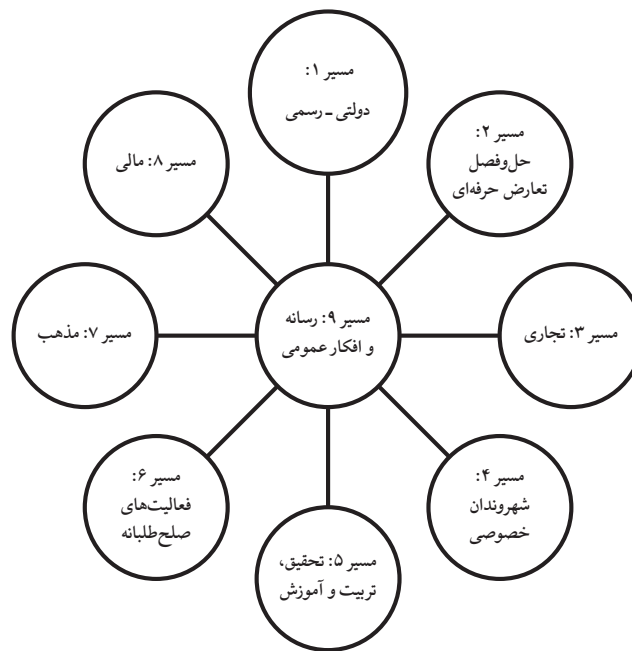 مسیر ۱:
دولتی ـ رسمی
مسیر ۲:
حل‌وفصل
تعارض حرفه‌ای
مسیر ۳: تجاری
مسیر ۴:
شهروندان
خصوصی
مسیر ۵: تحقیق،
تربیت و آموزش
مسیر ۶:
فعالیت‌های
صلح‌طلبانه
مسیر ۷: مذهب
مسیر ۸: مالی
مسیر ۹: رسانه
و افکار عمومی